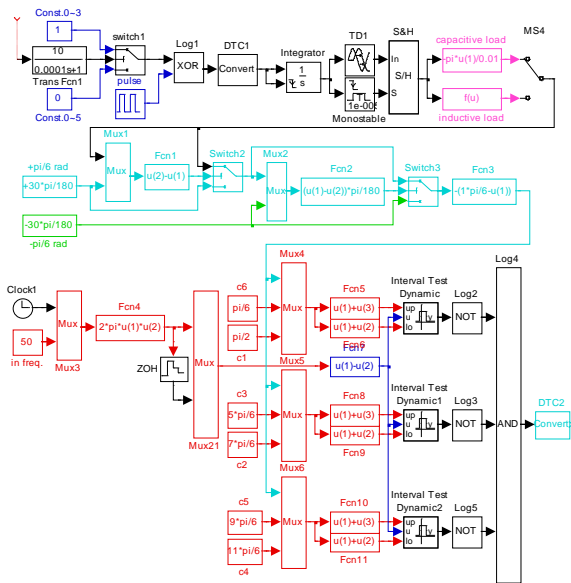 Const.0~3
1
switch1
10
0.0001s+1
Trans Fcn1
0
Const.0~5
pulse
Log1
XOR
DTC1
Convert
Integrator
1
s
TD1
1e-005
Monostable
S&H
In
S/H
S
capacitive load
-pi*u(1)/0.01
f(u)
inductive load
MS4
+pi/6 rad
+30*pi/180
Mux1
Mux
Fcn1
u(2)-u(1)
Switch2
Mux2
Mux
Fcn2
(u(1)-u(2))*pi/180
Switch3
Fcn3
-(1*pi/6-u(1))
-30*pi/180
-pi/6 rad
Clock1
50
in freq.
Mux
Mux3
Fcn4
2*pi*u(1)*u(2)
ZOH
Mux
Mux21
c6
pi/6
pi/2
c1
Mux4
Mux
Fcn5
u(1)+u(3)
u(1)+u(2)
Fcn6
Interval Test
Dynamic
up
u
lo
Log2
NOT
Log4
AND
Fcn7
u(1)-u(2)
c3
5*pi/6
7*pi/6
c2
Mux5
Mux
Fcn8
u(1)+u(3)
u(1)+u(2)
Fcn9
Interval Test
Dynamic1
up
u
lo
Log3
NOT
DTC2
Convert
c5
9*pi/6
11*pi/6
c4
Mux6
Mux
Fcn10
u(1)+u(3)
u(1)+u(2)
Fcn11
Interval Test
Dynamic2
up
u
lo
Log5
NOT